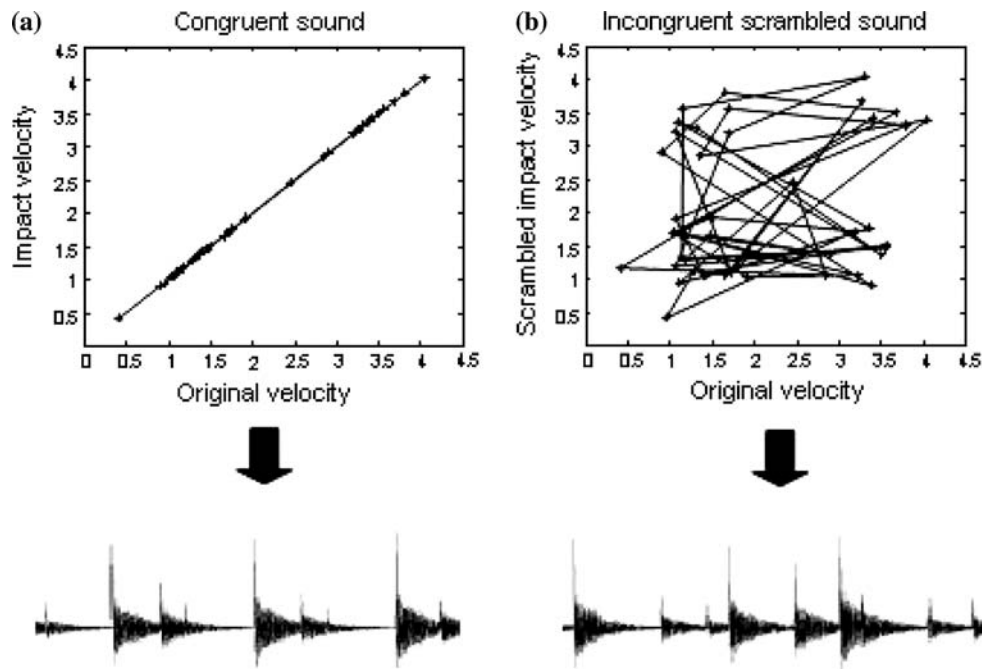 (a) Congruent sound
4.5
4
3.5
3
2.5
2
1.5
1
0.5
Impact velocity
0 0.5 1 1.5 2 2.5 3 3.5 4 4.5
Original velocity
(b) Incongruent scrambled sound
4.5
4
3.5
3
2.5
2
1.5
1
0.5
Scrambled impact velocity
0 0.5 1 1.5 2 2.5 3 3.5 4 4.5
Original velocity